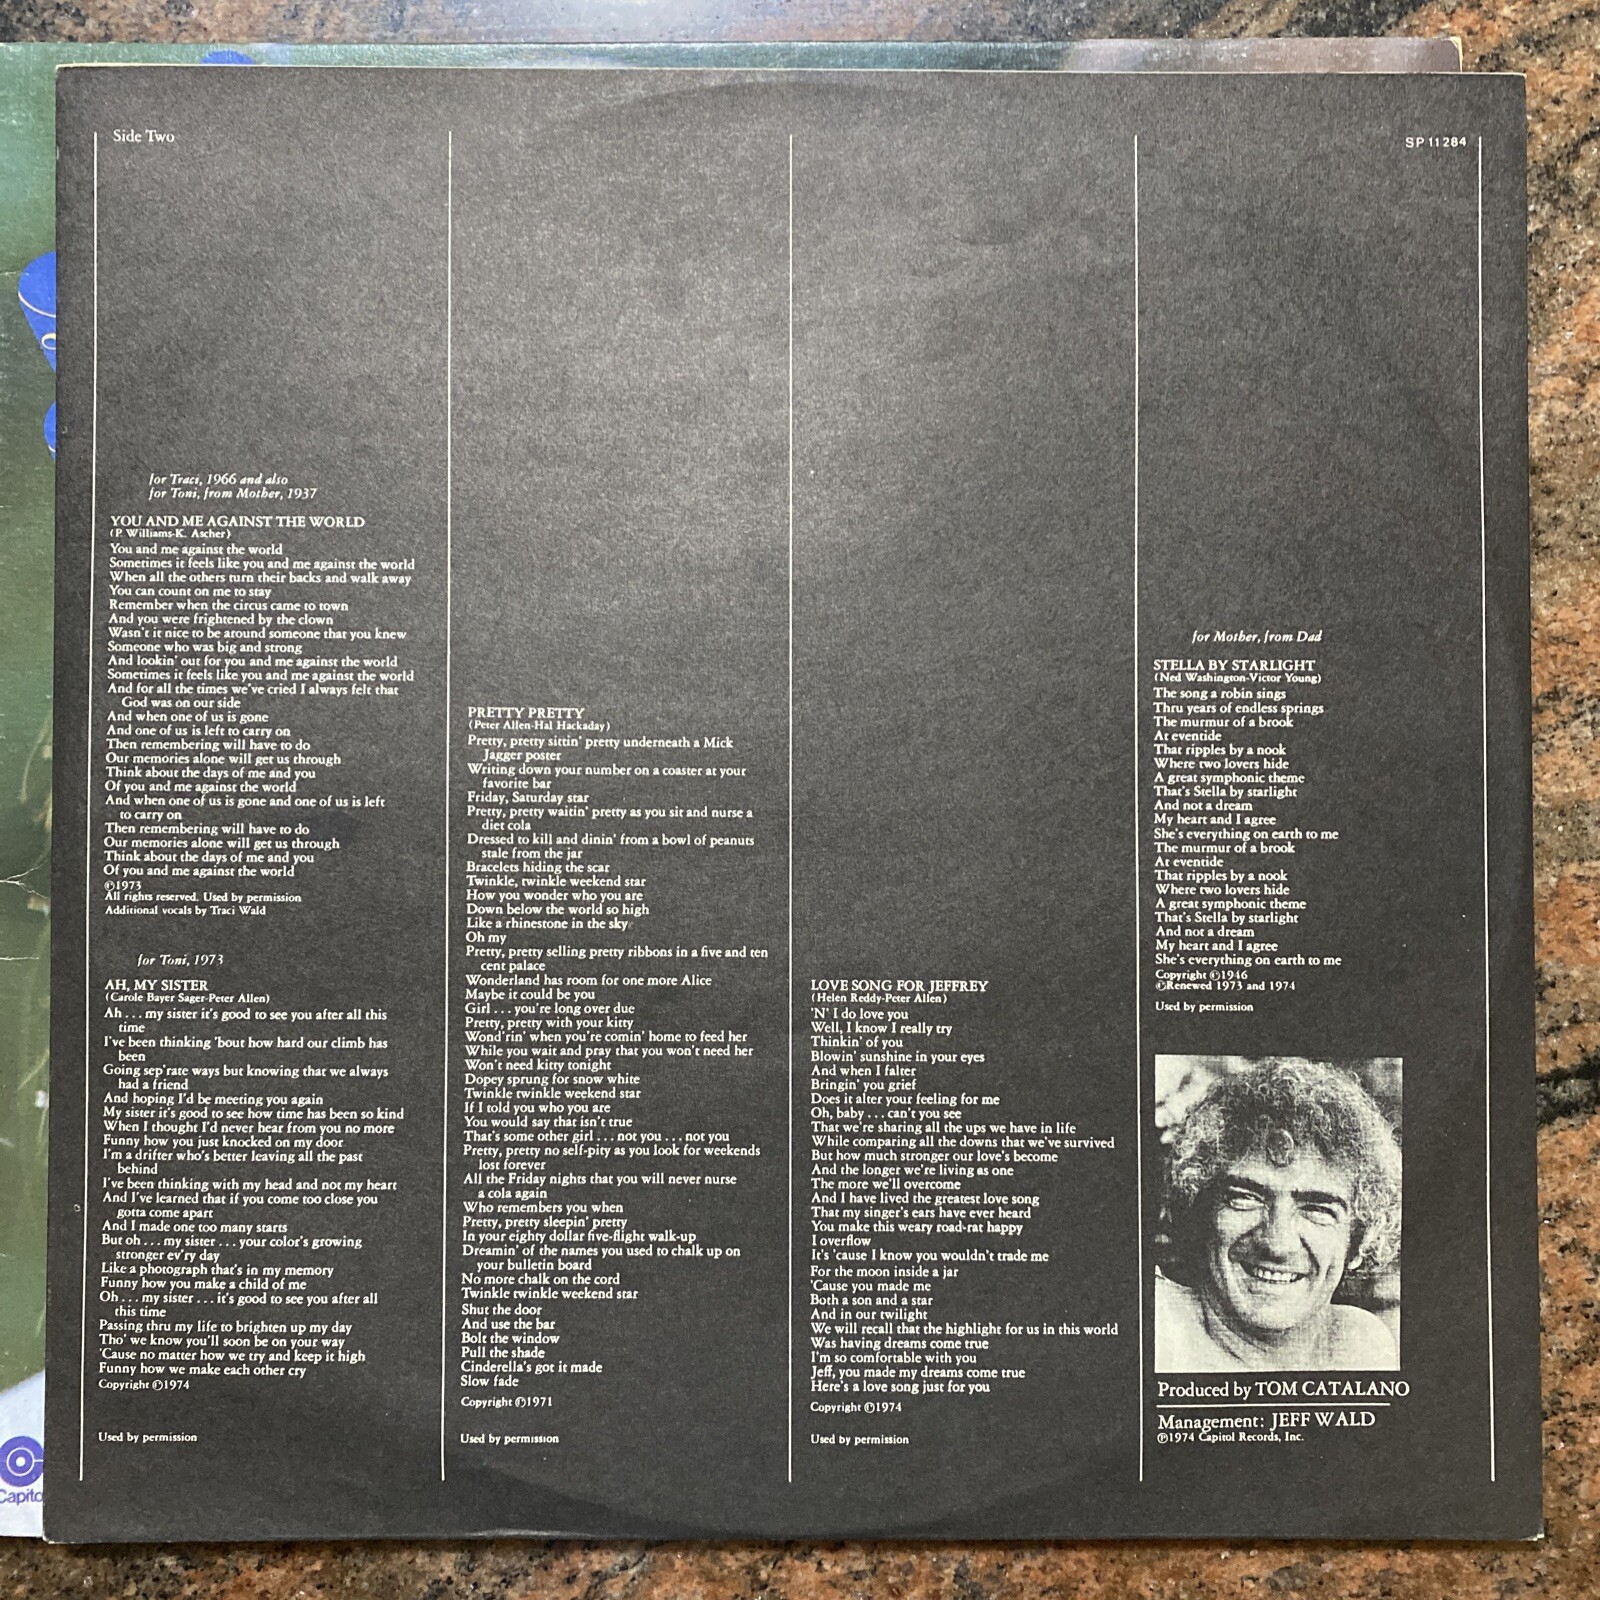 Side Two
SP 11284
for Traci, 1966 and also
for Toni, from Mother, 1937
YOU AND ME AGAINST THE WORLD
(P. Williams-K. Ascher)
You and me against the world
Sometimes it feels like you and me against the world
When all the others turn their backs and walk away
You can count on me to stay
Remember when the circus came to town
And you were frightened by the clown
Wasn't it nice to be around someone that you knew
Someone who was big and strong
And lookin' out for you and me against the world
Sometimes it feels like you and me against the world
And for all the times we've cried I always felt that
God was on our side
And when one of us is gone
And one of us is left to carry on
Then remembering will have to do
Our memories alone will get us through
Think about the days of me and you
Of you and me against the world
And when one of us is gone and one of us is left
to carry on
Then remembering will have to do
Our memories alone will get us through
Think about the days of me and you
Of you and me against the world
Ⓟ1973
All rights reserved. Used by permission
Additional vocals by Traci Wald
for Toni, 1973
AH, MY SISTER
(Carole Bayer Sager-Peter Allen)
Ah . . . my sister it's good to see you after all this
time
I've been thinking 'bout how hard our climb has
been
Going sep'rate ways but knowing that we always
had a friend
And hoping I'd be meeting you again
My sister it's good to see how time has been so kind
When I thought I'd never hear from you no more
Funny how you just knocked on my door
I'm a drifter who's better leaving all the past
behind
I've been thinking with my head and not my heart
And I've learned that if you come too close you
gotta come apart
And I made one too many starts
But oh . . . my sister . . . your color's growing
stronger ev'ry day
Like a photograph that's in my memory
Funny how you make a child of me
Oh . . . my sister . . . it's good to see you after all
this time
Passing thru my life to brighten up my day
Tho' we know you'll soon be on your way
'Cause no matter how we try and keep it high
Funny how we make each other cry
Copyright Ⓟ1974
Used by permission
PRETTY PRETTY
(Peter Allen-Hal Hackaday)
Pretty, pretty sittin' pretty underneath a Mick
Jagger poster
Writing down your number on a coaster at your
favorite bar
Friday, Saturday star
Pretty, pretty waitin' pretty as you sit and nurse a
diet cola
Dressed to kill and dinin' from a bowl of peanuts
stale from the jar
Bracelets hiding the scar
Twinkle, twinkle weekend star
How you wonder who you are
Down below the world so high
Like a rhinestone in the sky
Oh my
Pretty, pretty selling pretty ribbons in a five and ten
cent palace
Wonderland has room for one more Alice
Maybe it could be you
Girl . . . you're long over due
Pretty, pretty with your kitty
Wond'rin' when you're comin' home to feed her
While you wait and pray that you won't need her
Won't need kitty tonight
Dopey sprung for snow white
Twinkle twinkle weekend star
If I told you who you are
You would say that isn't true
That's some other girl . . . not you . . . not you
Pretty, pretty no self-pity as you look for weekends
lost forever
All the Friday nights that you will never nurse
a cola again
Who remembers you when
Pretty, pretty sleepin' pretty
In your eighty dollar five-flight walk-up
Dreamin' of the names you used to chalk up on
your bulletin board
No more chalk on the cord
Twinkle twinkle weekend star
Shut the door
And use the bar
Bolt the window
Pull the shade
Cinderella's got it made
Slow fade
Copyright Ⓟ1971
Used by permission
LOVE SONG FOR JEFFREY
(Helen Reddy-Peter Allen)
'N' I do love you
Well, I know I really try
Thinkin' of you
Blowin' sunshine in your eyes
And when I falter
Bringin' you grief
Does it alter your feeling for me
Oh, baby . . . can't you see
That we're sharing all the ups we have in life
While comparing all the downs that we've survived
But how much stronger our love's become
And the longer we're living as one
The more we'll overcome
And I have lived the greatest love song
That my singer's ears have ever heard
You make this weary road-rat happy
I overflow
It's 'cause I know you wouldn't trade me
For the moon inside a jar
'Cause you made me
Both a son and a star
And in our twilight
We will recall that the highlight for us in this world
Was having dreams come true
I'm so comfortable with you
Jeff, you made my dreams come true
Here's a love song just for you
Copyright Ⓟ1974
Used by permission
for Mother, from Dad
STELLA BY STARLIGHT
(Ned Washington-Victor Young)
The song a robin sings
Thru years of endless springs
The murmur of a brook
At eventide
That ripples by a nook
Where two lovers hide
A great symphonic theme
That's Stella by starlight
And not a dream
My heart and I agree
She's everything on earth to me
The murmur of a brook
At eventide
That ripples by a nook
Where two lovers hide
A great symphonic theme
That's Stella by starlight
And not a dream
My heart and I agree
She's everything on earth to me
Copyright Ⓟ1946
ⓅRenewed 1973 and 1974
Used by permission
Produced by TOM CATALANO
Management: JEFF WALD
Ⓟ1974 Capitol Records, Inc.
Capito